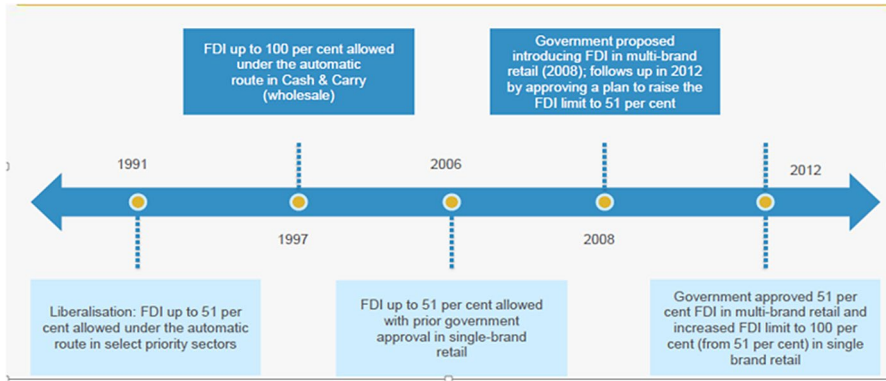 FDI up to 100 per cent allowed
under the automatic
route in Cash & Carry
(wholesale)
Government proposed
introducing FDI in multi-brand
retail (2008); follows up in 2012
by approving a plan to raise the
FDI limit to 51 per cent
1991
2006
2012
1997
2008
Liberalisation: FDI up to 51 per
cent allowed under the automatic
route in select priority sectors
FDI up to 51 per cent allowed
with prior government
approval in single-brand
retail
Government approved 51 per
cent FDI in multi-brand retail and
increased FDI limit to 100 per
cent (from 51 per cent) in single
brand retail